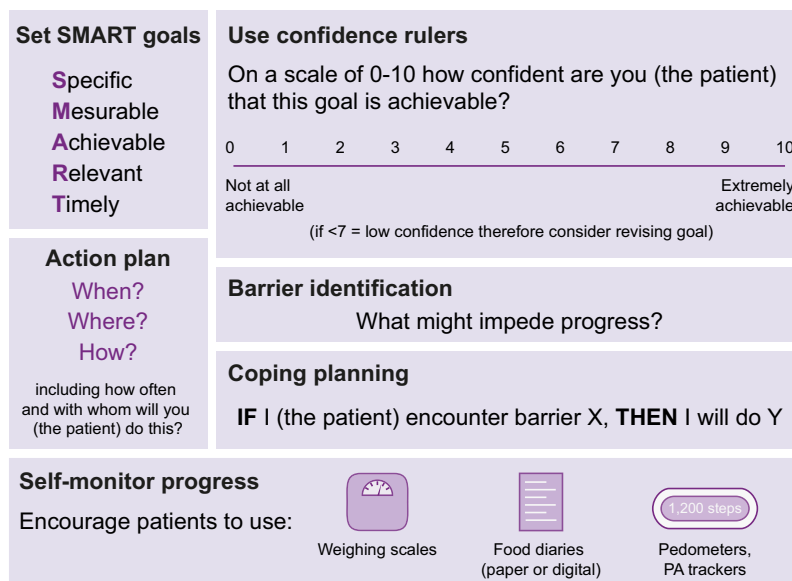 Set SMART goals
Specific
Mesurable
Achievable
Relevant
Timely
Use confidence rulers
On a scale of 0-10 how confident are you (the patient)
that this goal is achievable?
0 1 2 3 4 5 6 7 8 9 10
Not at all
achievable
Extremely
achievable
(if <7 = low confidence therefore consider revising goal)
Action plan
When?
Where?
How?
including how often
and with whom will you
(the patient) do this?
Barrier identification
What might impede progress?
Coping planning
IF I (the patient) encounter barrier X, THEN I will do Y
Self-monitor progress
Encourage patients to use:
Weighing scales
Food diaries
(paper or digital)
1,200 steps
Pedometers,
PA trackers